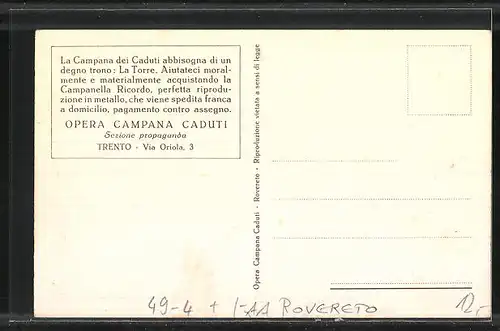 La Campana dei Caduti abbisogna di un
degno trono: La Torre. Aiutateci moral-
mente e materialmente acquistando la
Campanella Ricordo, perfetta riprodu-
zione in metallo, che viene spedita franca
a domicilio, pagamento contro assegno.
OPERA CAMPANA CADUTI
Sezione propaganda
TRENTO - Via Oriola, 3
Opera Campana Caduti - Rovereto - Riproduzione vietata a sensi di legge
49-4 + I-AA ROVERETO
12,-